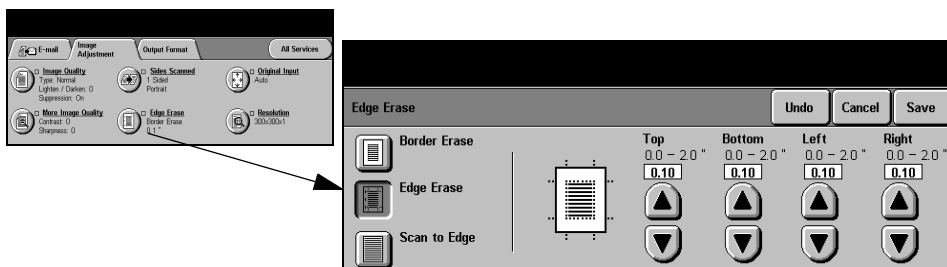 E-mail
Image Adjustment
Output Format
All Services
Image Quality
Type: Normal
Lighten / Darken: 0
Suppression: On
Sides Scanned
1 Sided
Portrait
Original Input
Auto
More Image Quality
Contrast: 0
Sharpness: 0
Edge Erase
Border Erase
0.1 "
Resolution
300x300x1
Edge Erase
Undo
Cancel
Save
Border Erase
Edge Erase
Scan to Edge
Top
0.0 – 2.0 "
0.10
Bottom
0.0 – 2.0 "
0.10
Left
0.0 – 2.0 "
0.10
Right
0.0 – 2.0 "
0.10